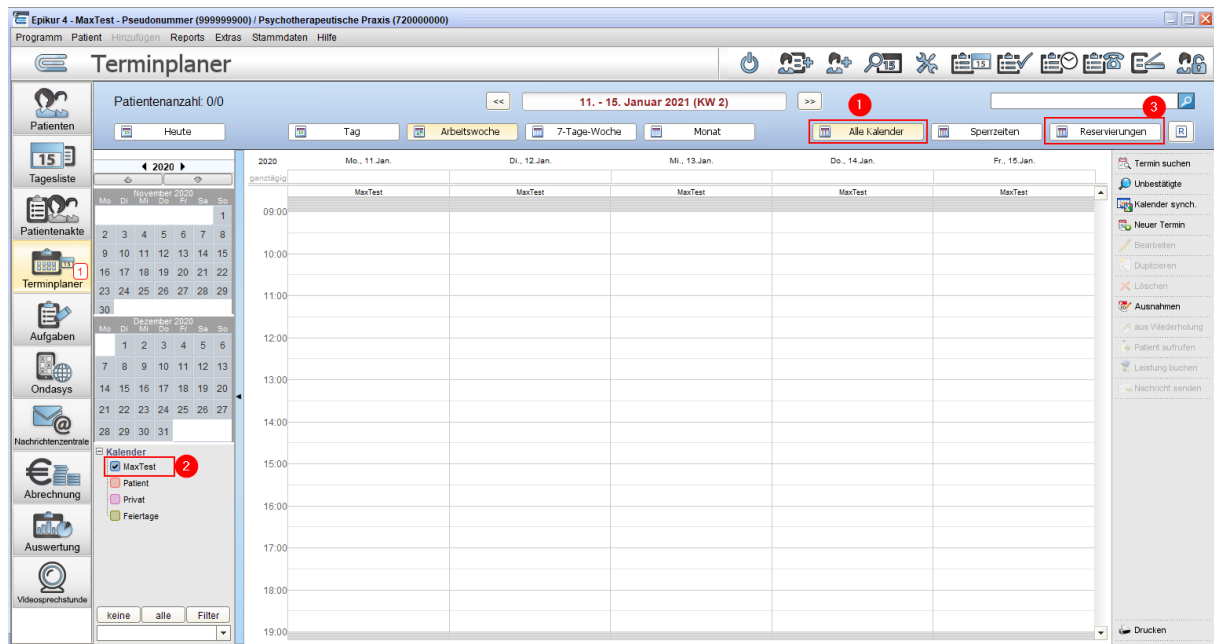 Epikur 4 - MaxTest - Pseudonummer (999999900) / Psychotherapeutische Praxis (720000000)
Programm Patient Hinzufügen Reports Extras Stammdaten Hilfe
Terminplaner
Patienten
Tagesliste
Patientenakte
Terminplaner
Aufgaben
Ondasys
Nachrichtenzentrale
Abrechnung
Auswertung
Videosprechstunde
Patientenanzahl: 0/0
<< 11. - 15. Januar 2021 (KW 2) >>
1
3
Heute Tag Arbeitswoche 7-Tage-Woche Monat Alle Kalender Sperrzeiten Reservierungen R
2020
November 2020
Mo Di Mi Do Fr Sa So
1
2 3 4 5 6 7 8
9 10 11 12 13 14 15
16 17 18 19 20 21 22
23 24 25 26 27 28 29
30
Dezember 2020
Mo Di Mi Do Fr Sa So
1 2 3 4 5 6
7 8 9 10 11 12 13
14 15 16 17 18 19 20
21 22 23 24 25 26 27
28 29 30 31
Kalender
MaxTest 2
Patient
Privat
Feiertage
keine alle Filter
2020 Mo., 11.Jan. Di., 12.Jan. Mi., 13.Jan. Do., 14.Jan. Fr., 15.Jan.
ganztägig
MaxTest MaxTest MaxTest MaxTest MaxTest
09:00
10:00
11:00
12:00
13:00
14:00
15:00
16:00
17:00
18:00
19:00
Termin suchen
Unbestätigte
Kalender synch.
Neuer Termin
Bearbeiten
Duplizieren
Löschen
Ausnahmen
aus Wiederholung
Patient aufrufen
Leistung buchen
Nachricht senden
Drucken